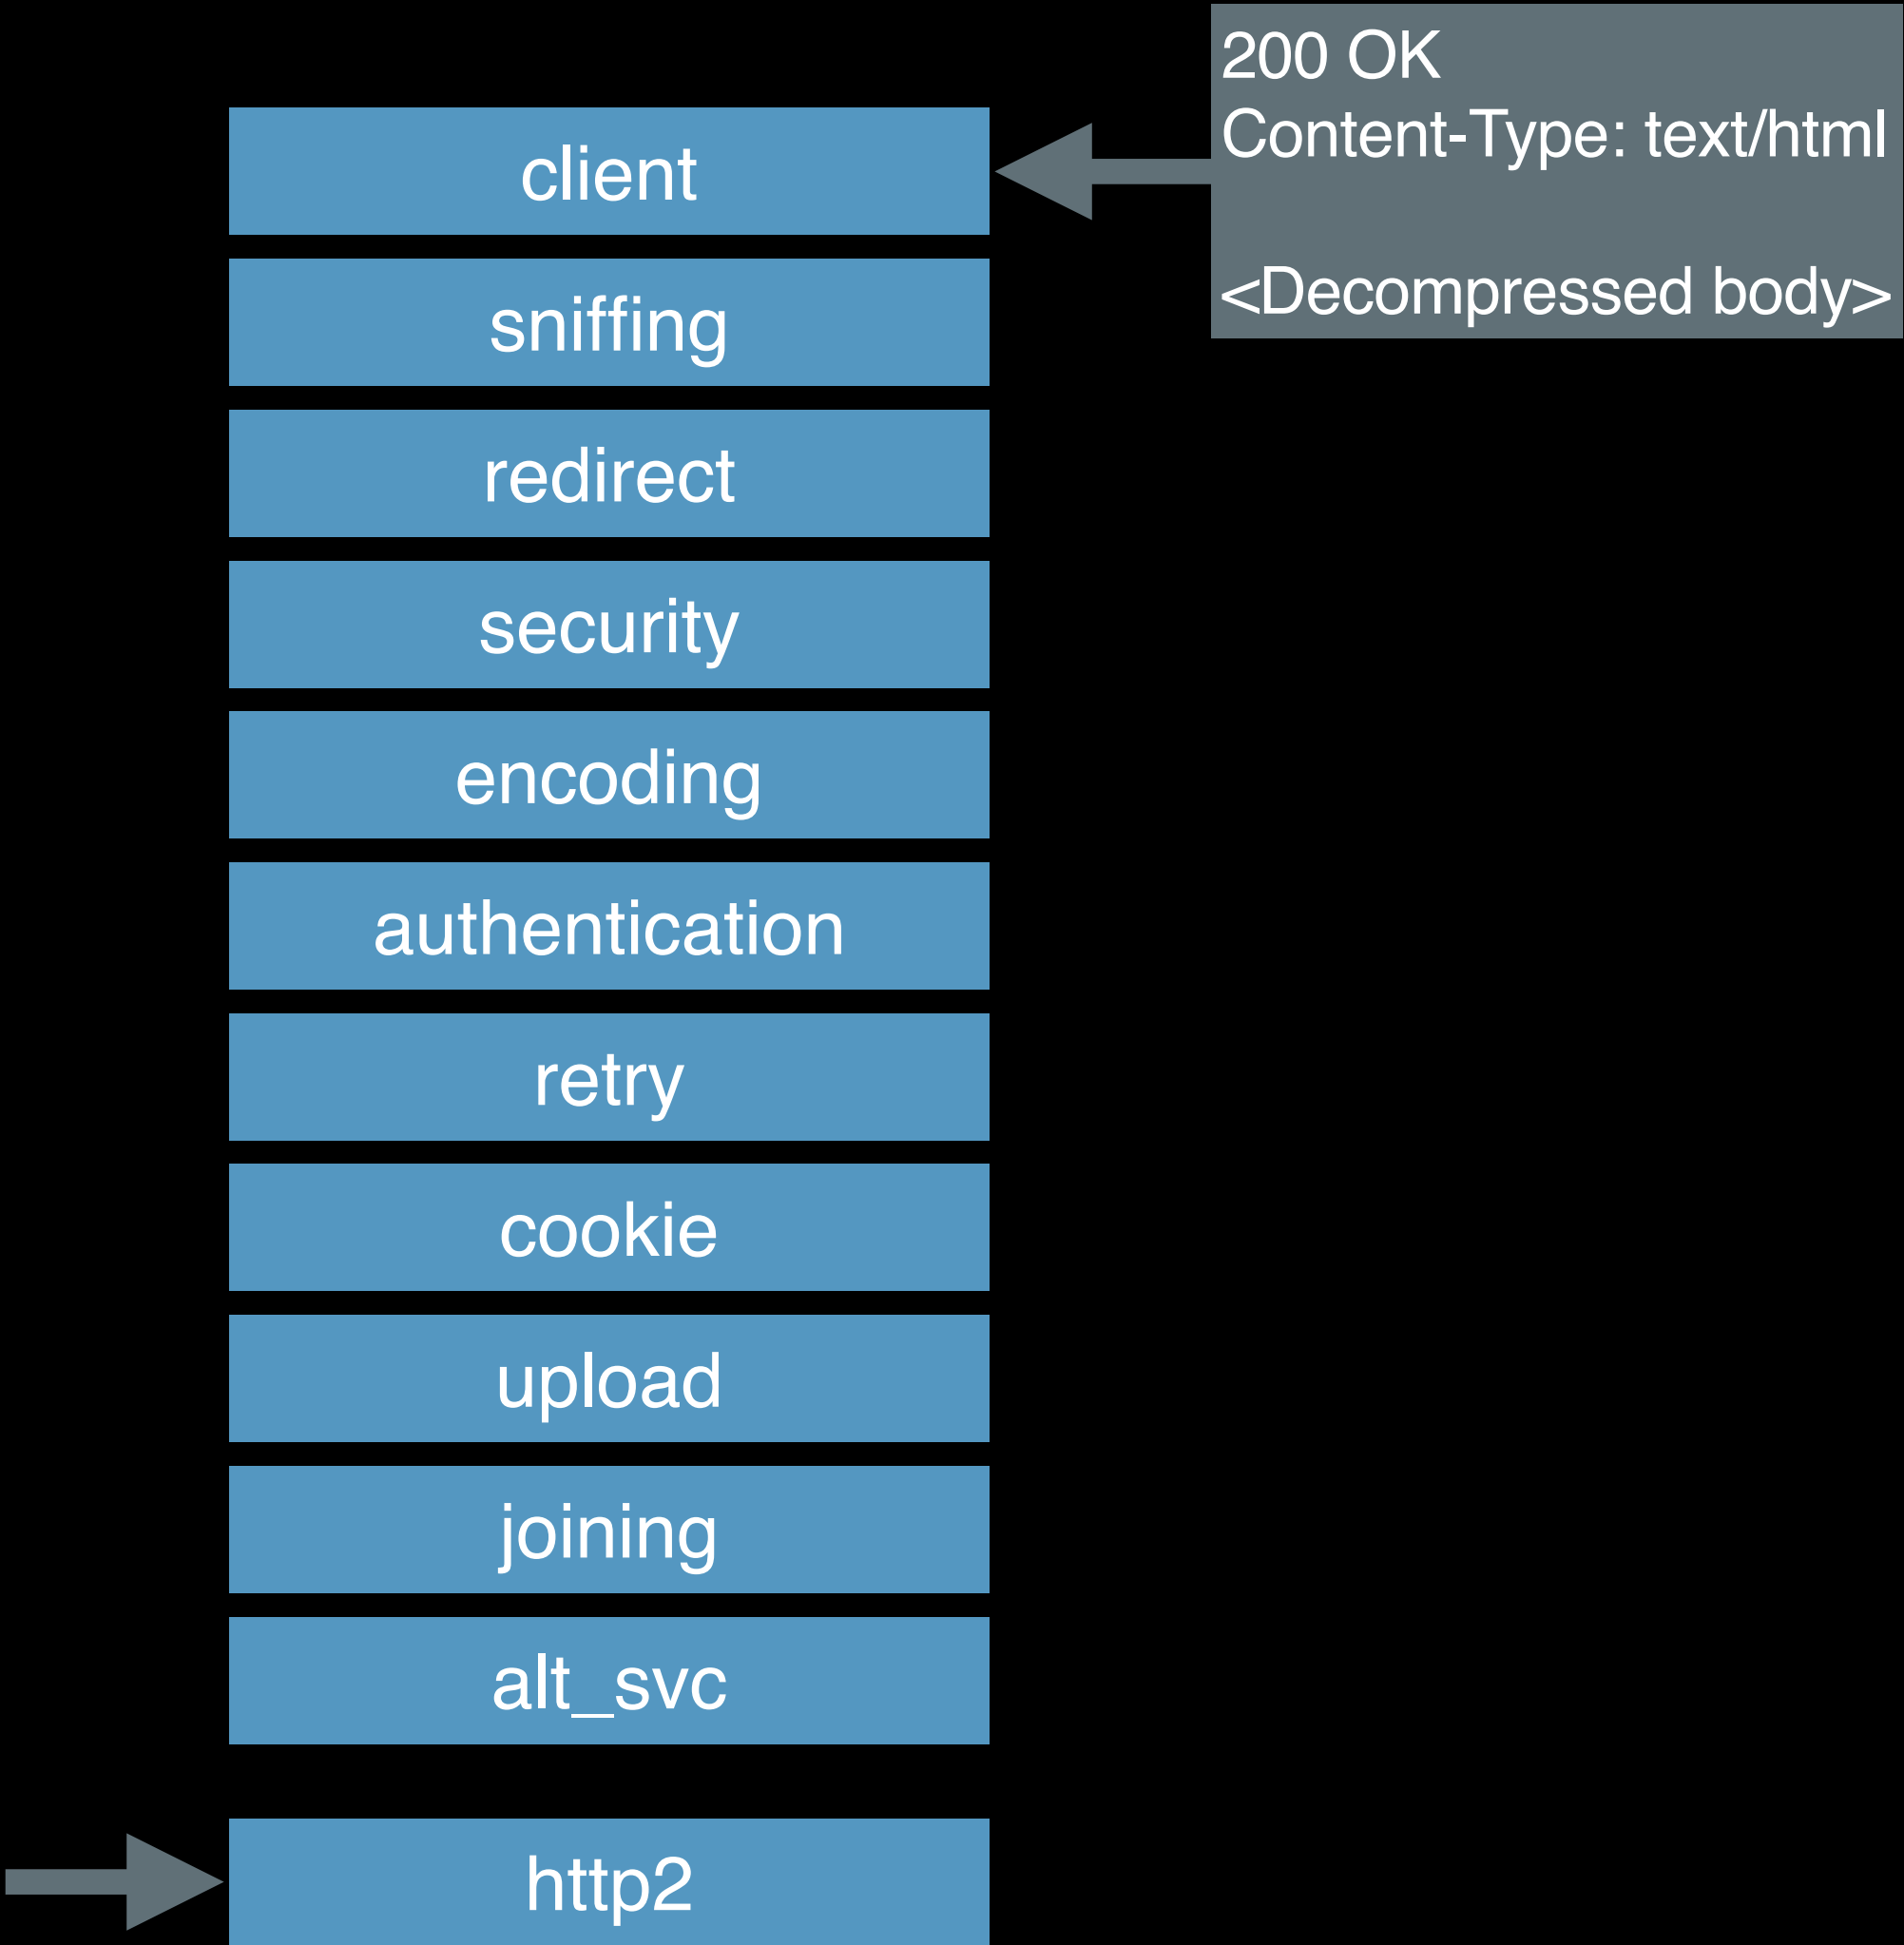 200 OK
Content-Type: text/html
<Decompressed body>
client
sniffing
redirect
security
encoding
authentication
retry
cookie
upload
joining
alt_svc
http2